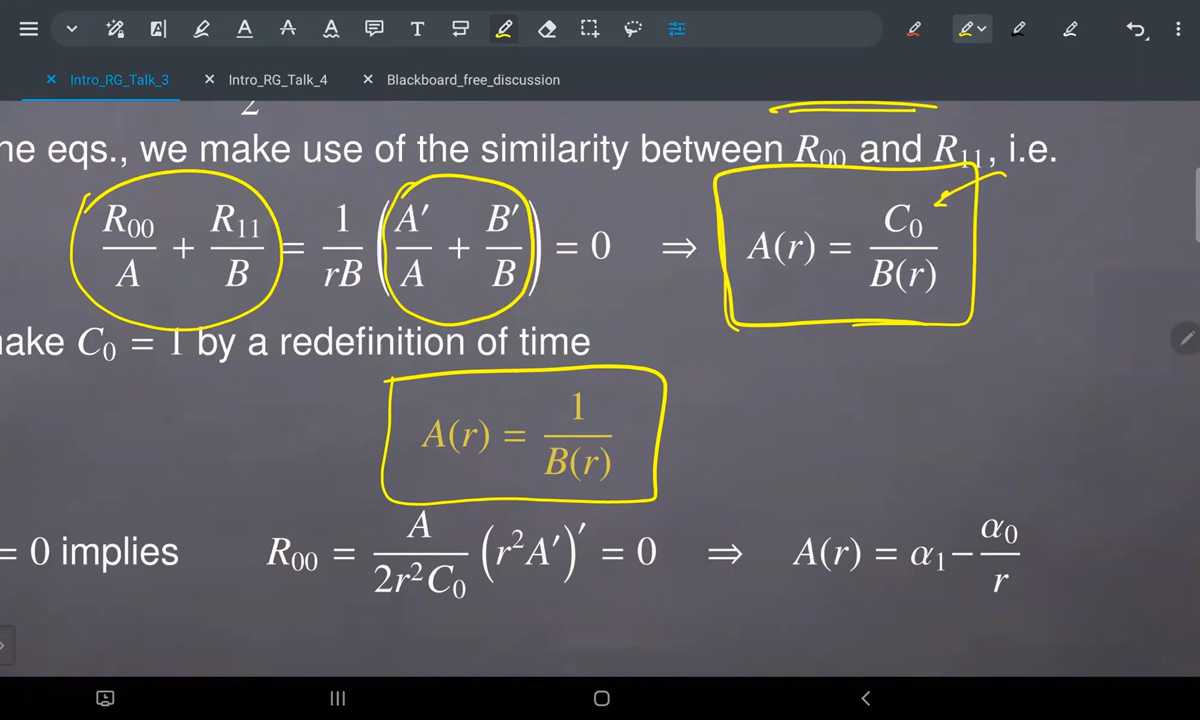 Intro_RG_Talk_3 Intro_RG_Talk_4 Blackboard_free_discussion
he eqs., we make use of the similarity between R₀₀ and R₁₁, i.e.
R₀₀/A + R₁₁/B = 1/rB (A′/A + B′/B) = 0 ⇒ A(r) = C₀/B(r)
ake C₀ = 1 by a redefinition of time
A(r) = 1/B(r)
= 0 implies R₀₀ = A/2r²C₀ (r²A′)′ = 0 ⇒ A(r) = α₁ − α₀/r